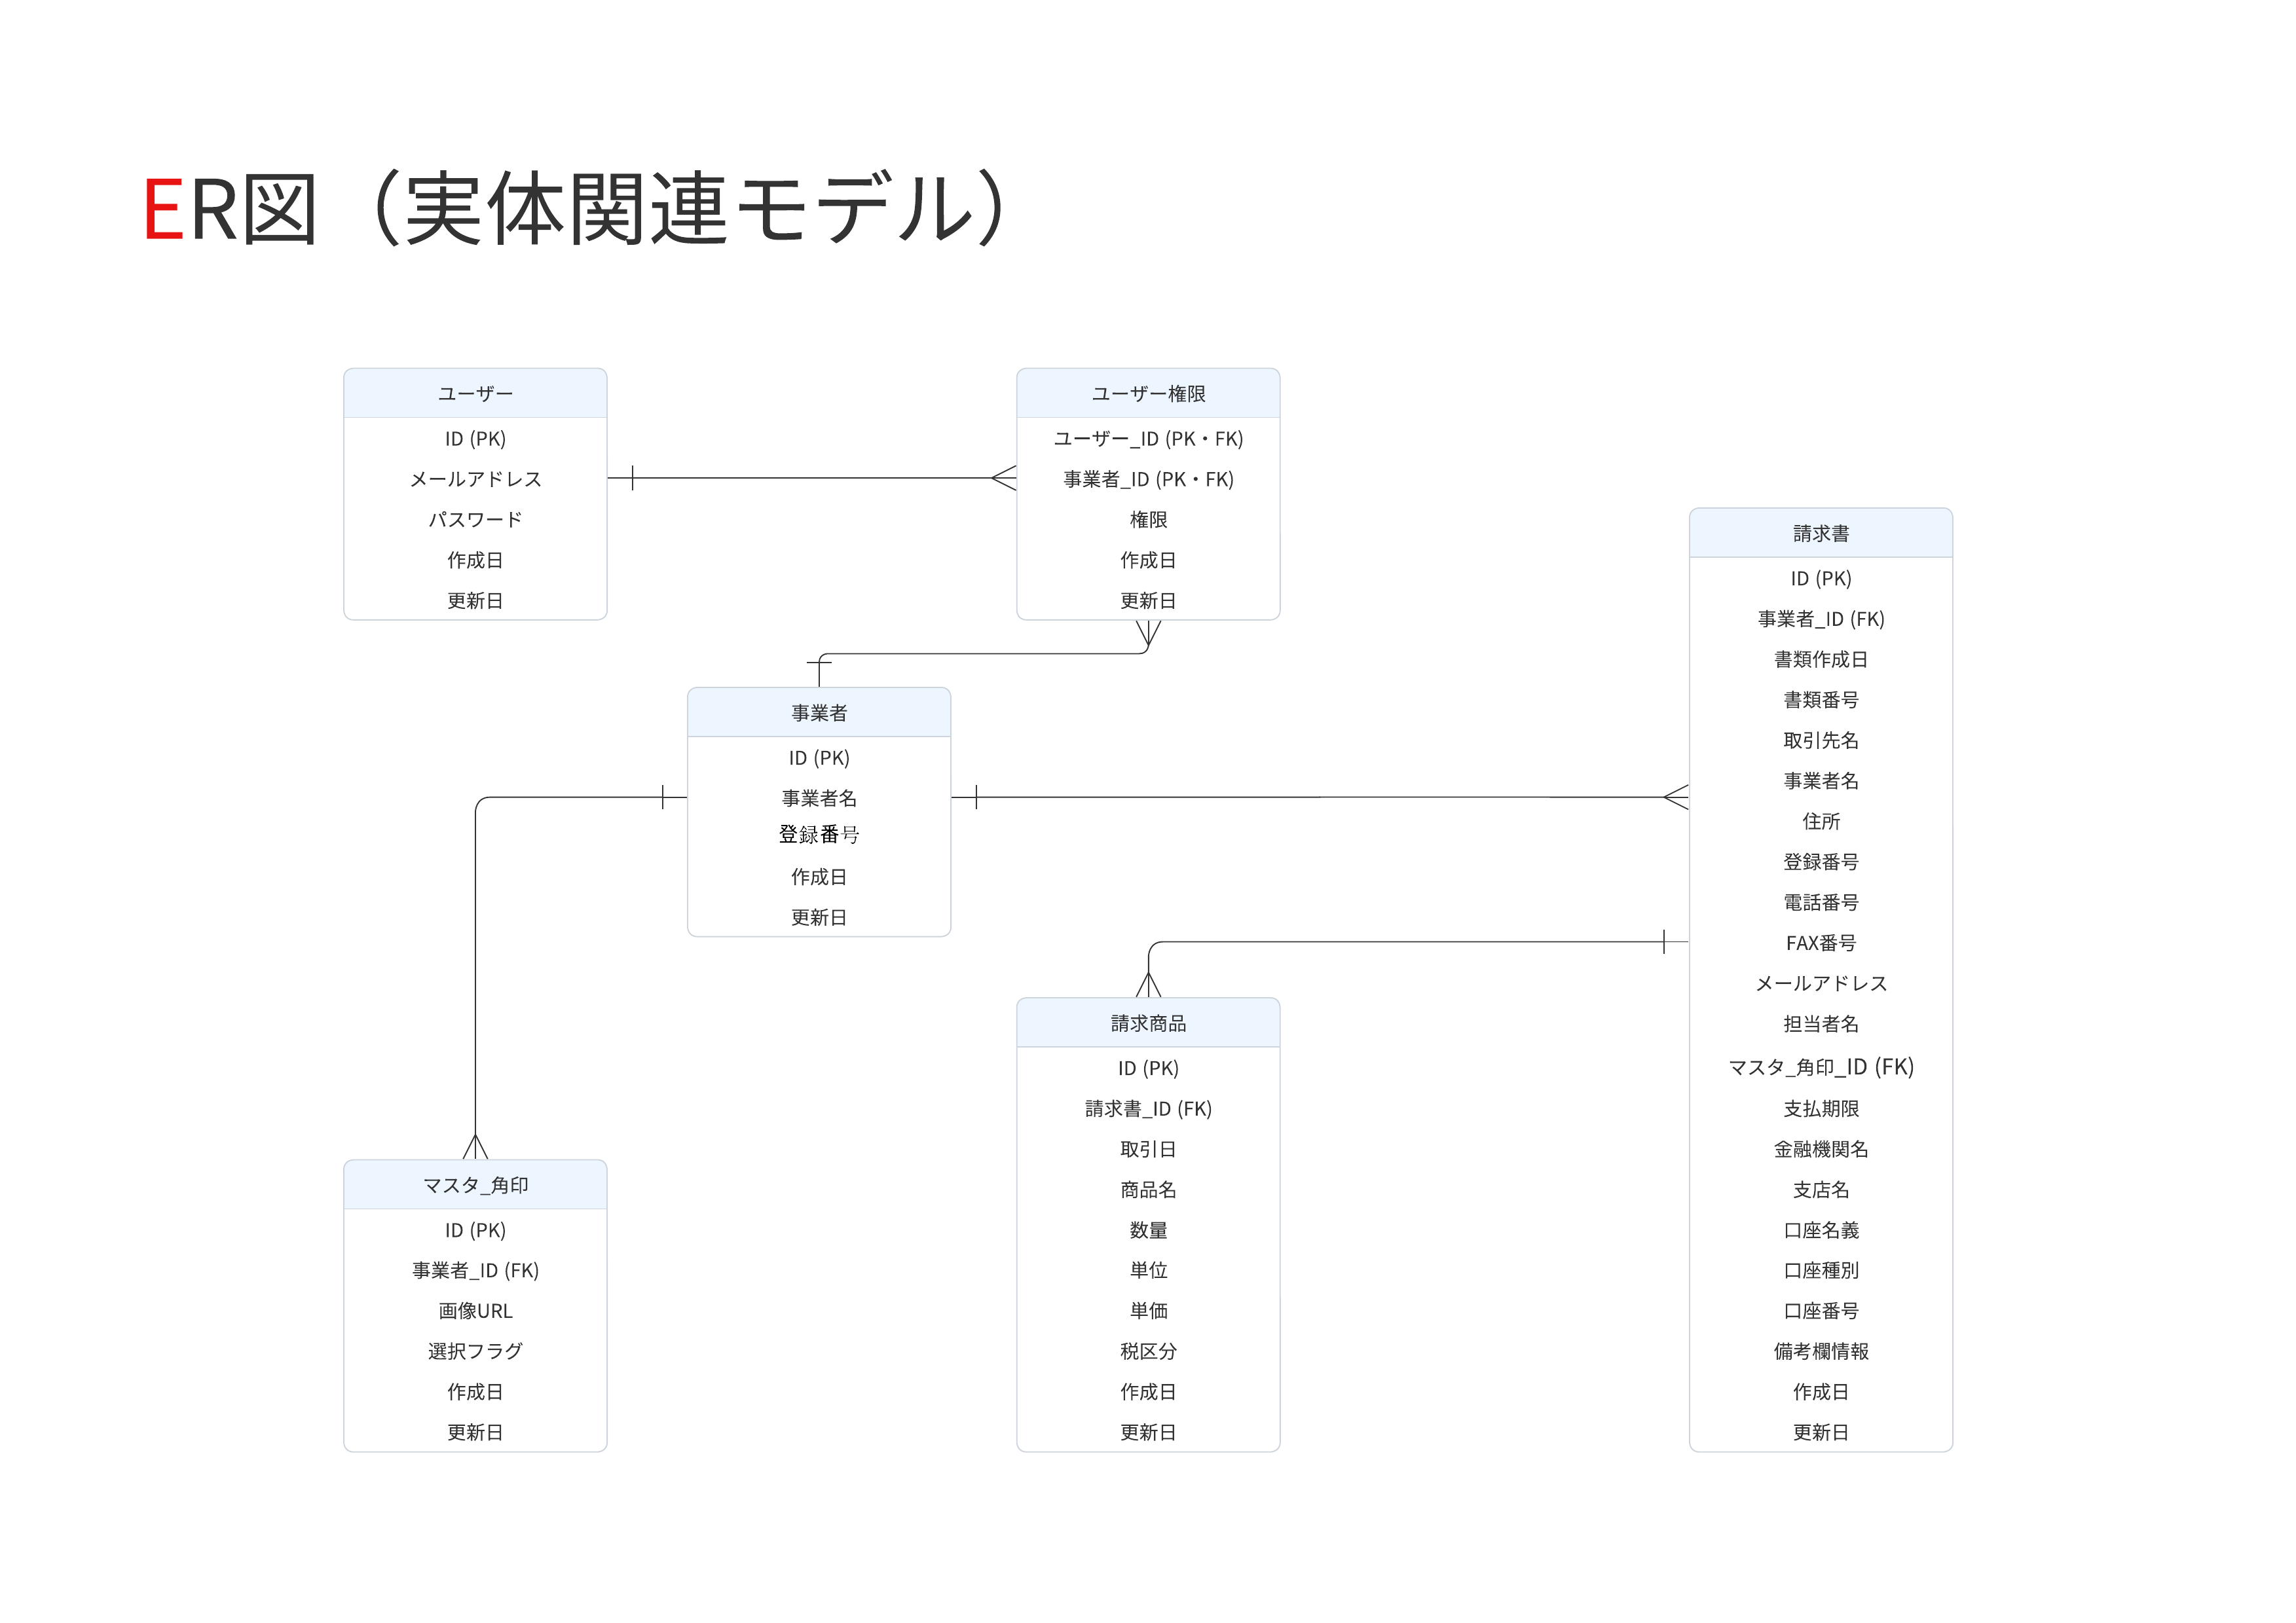 ER図（実体関連モデル）
ユーザー
ID (PK)
メールアドレス
パスワード
作成日
更新日
ユーザー権限
ユーザー_ID (PK・FK)
事業者_ID (PK・FK)
権限
作成日
更新日
事業者
ID (PK)
事業者名
登録番号
作成日
更新日
請求書
ID (PK)
事業者_ID (FK)
書類作成日
書類番号
取引先名
事業者名
住所
登録番号
電話番号
FAX番号
メールアドレス
担当者名
マスタ_角印_ID (FK)
支払期限
金融機関名
支店名
口座名義
口座種別
口座番号
備考欄情報
作成日
更新日
マスタ_角印
ID (PK)
事業者_ID (FK)
画像URL
選択フラグ
作成日
更新日
請求商品
ID (PK)
請求書_ID (FK)
取引日
商品名
数量
単位
単価
税区分
作成日
更新日